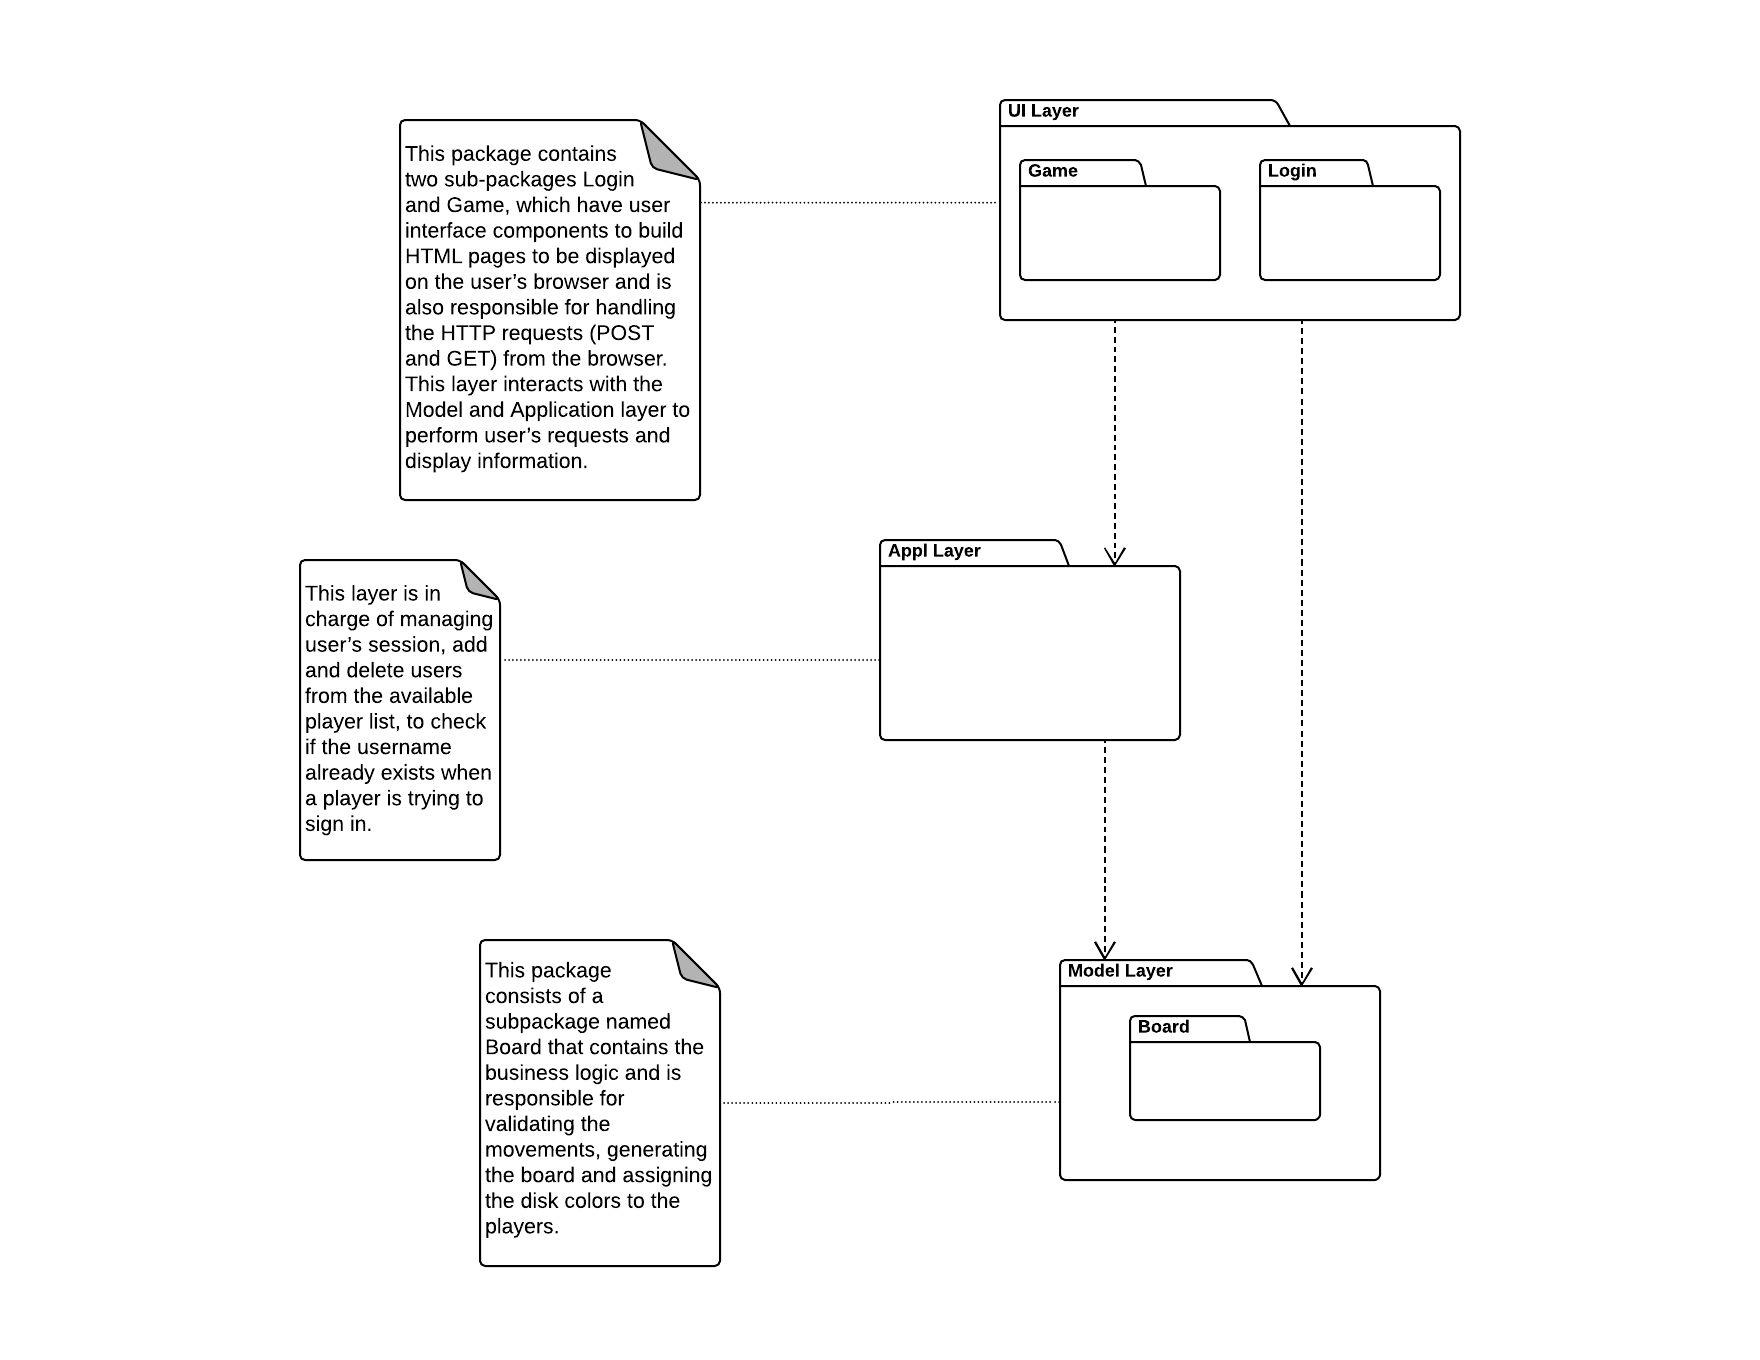 UI Layer
Game
Login
This package contains
two sub-packages Login
and Game, which have user
interface components to build
HTML pages to be displayed
on the user’s browser and is
also responsible for handling
the HTTP requests (POST
and GET) from the browser.
This layer interacts with the
Model and Application layer to
perform user’s requests and
display information.
Appl Layer
This layer is in
charge of managing
user’s session, add
and delete users
from the available
player list, to check
if the username
already exists when
a player is trying to
sign in.
Model Layer
Board
This package
consists of a
subpackage named
Board that contains the
business logic and is
responsible for
validating the
movements, generating
the board and assigning
the disk colors to the
players.